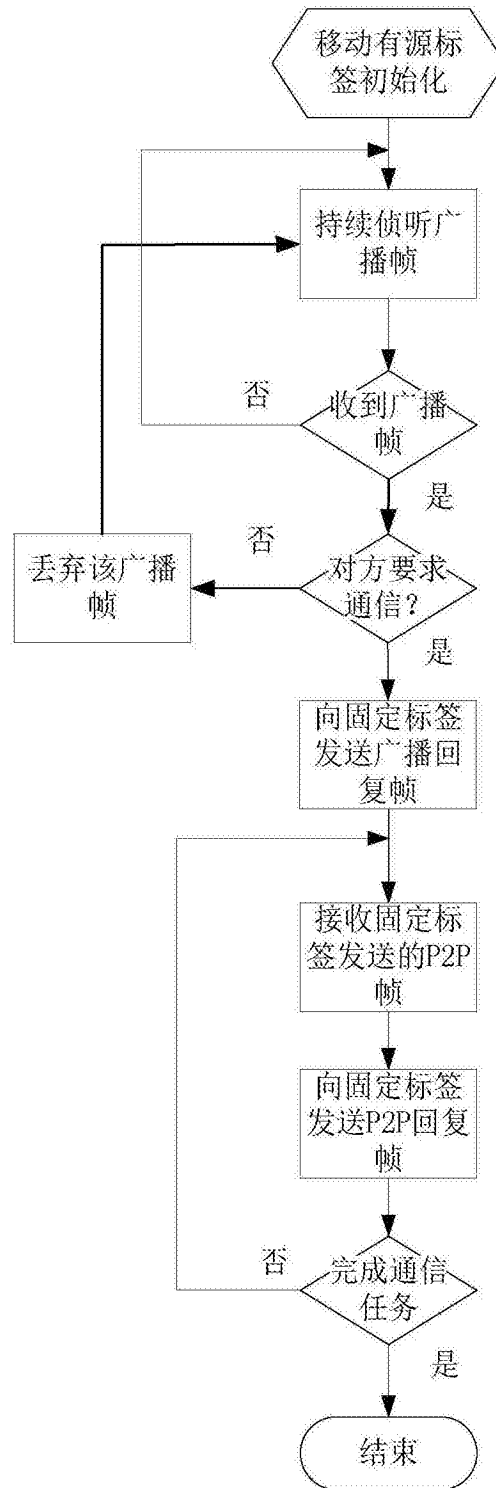 移动有源标
签初始化
持续侦听广
播帧
否
收到广播
帧
是
否
丢弃该广播
帧
对方要求
通信？
是
向固定标签
发送广播回
复帧
接收固定标
签发送的P2P
帧
向固定标签
发送P2P回复
帧
否
完成通信
任务
是
结束